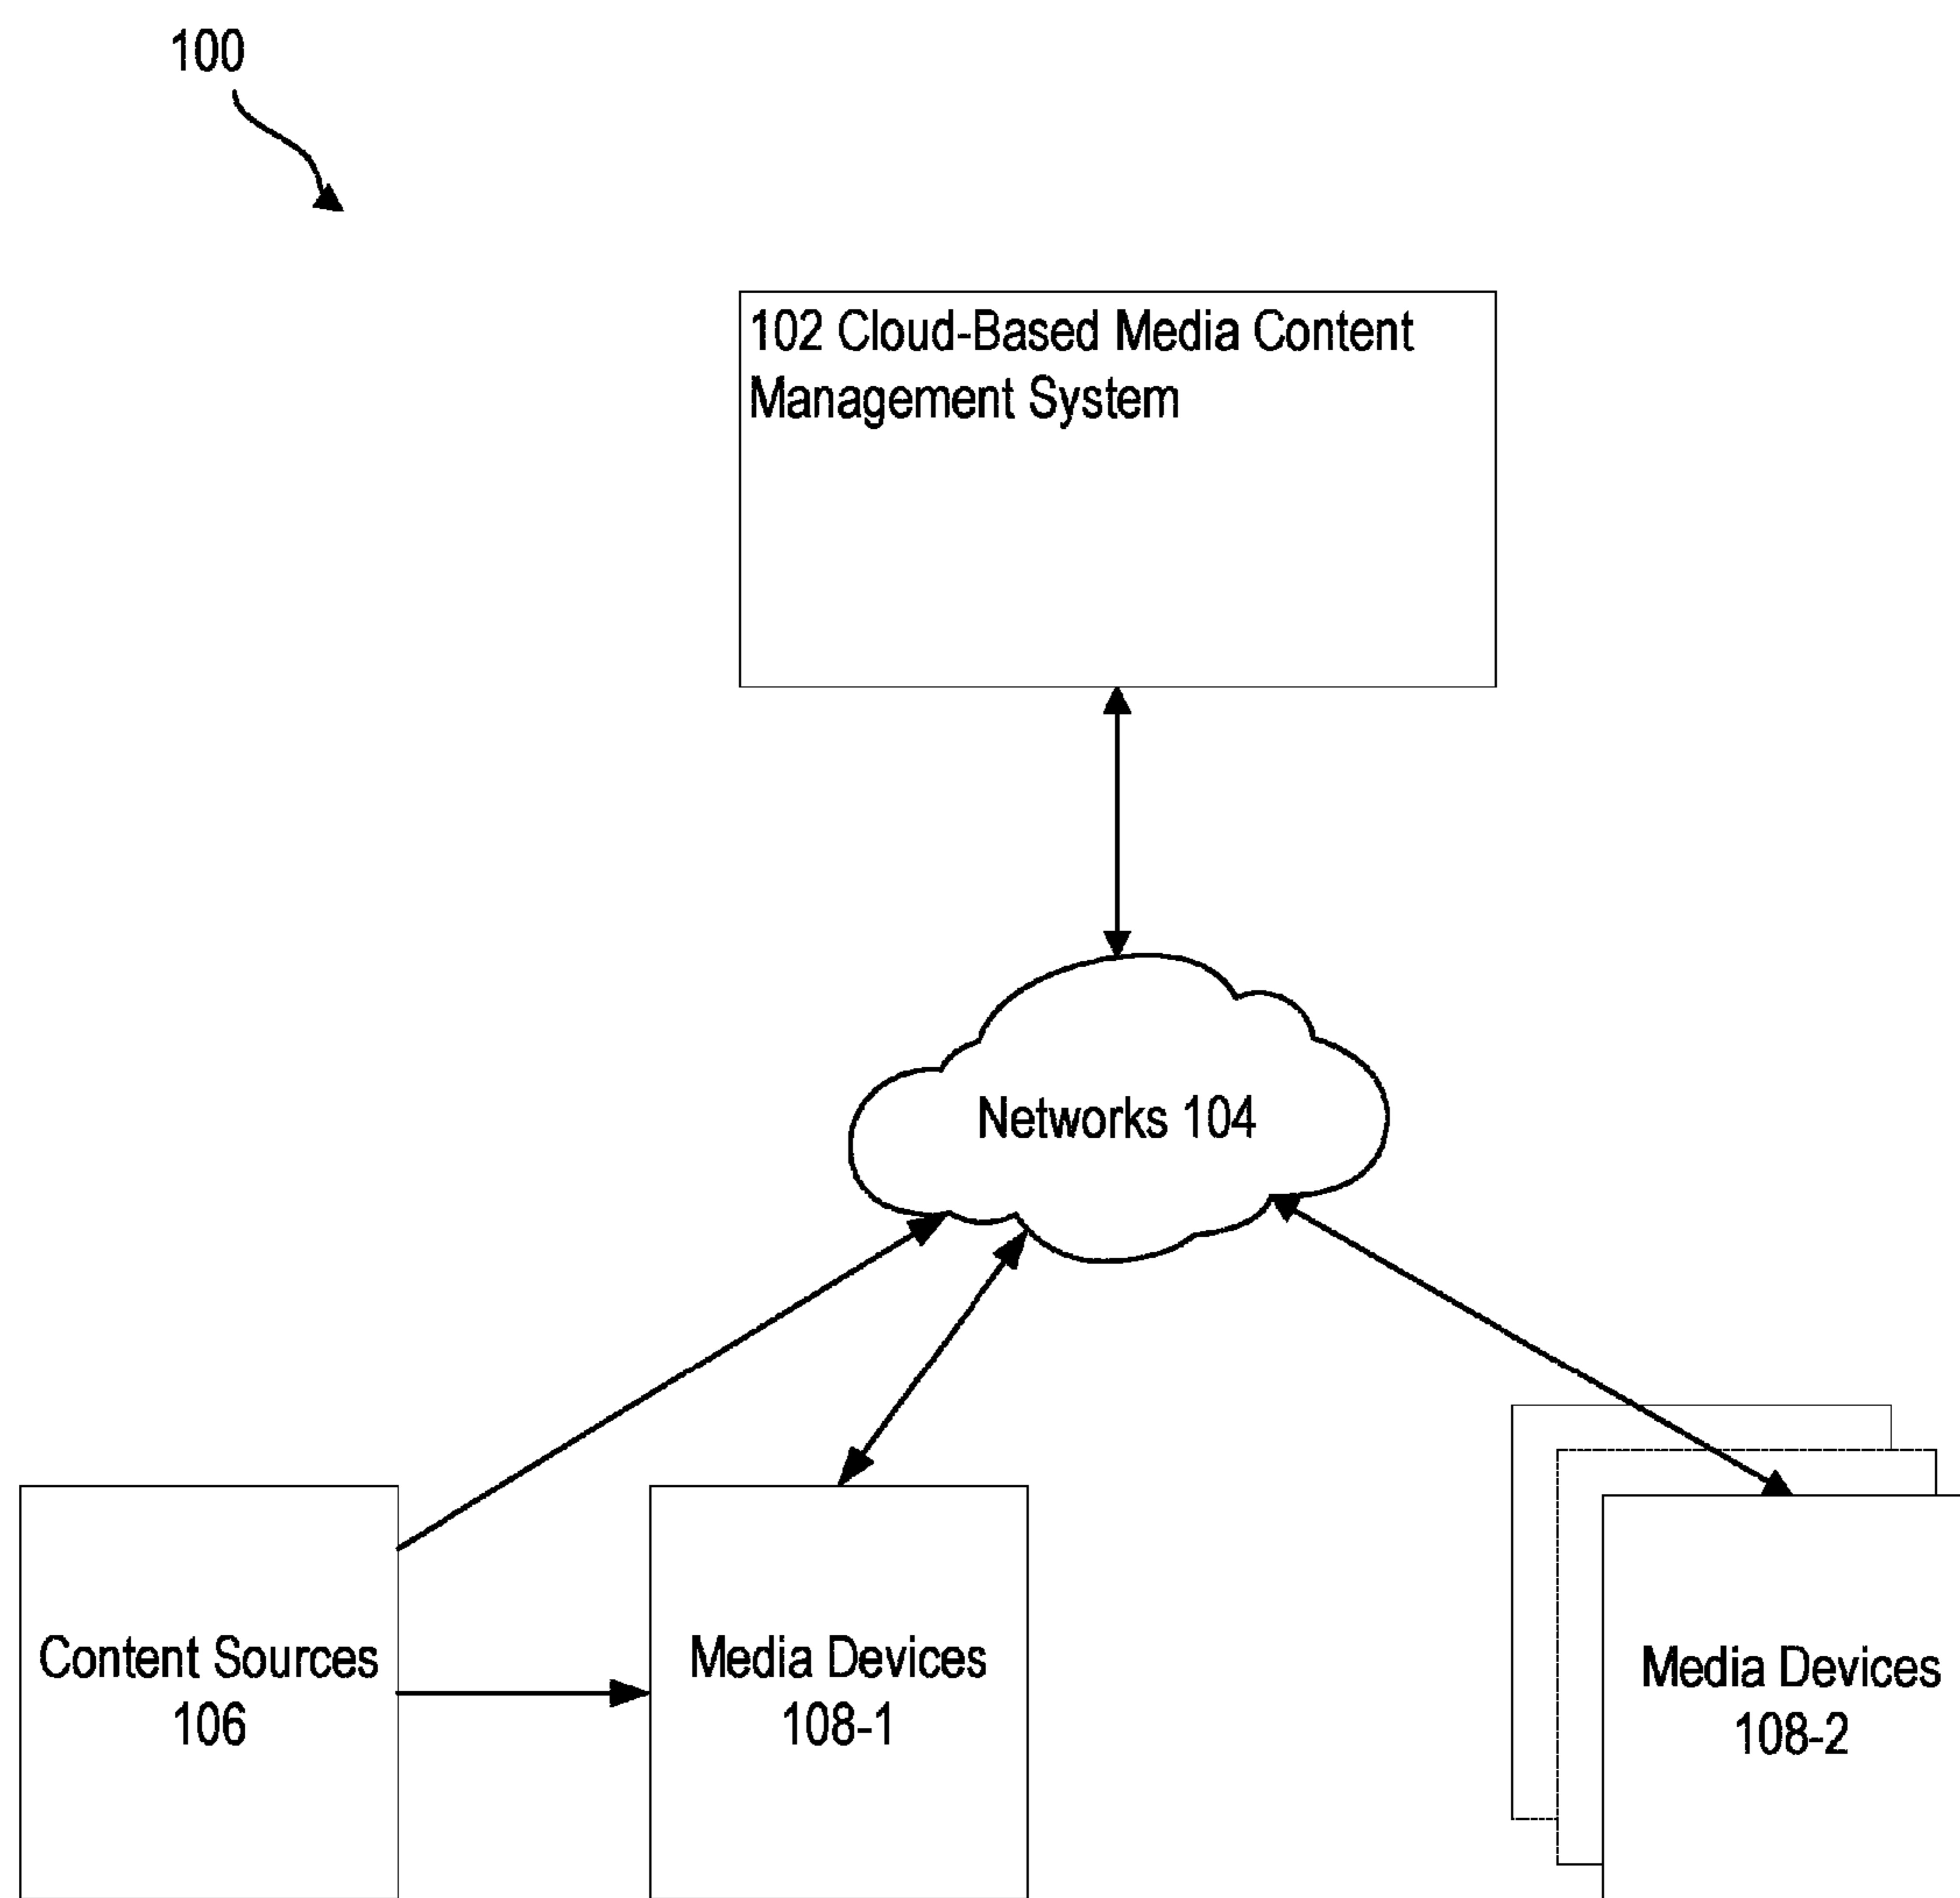 100
102 Cloud-Based Media Content
Management System
Networks 104
Content Sources
106
Media Devices
108-1
Media Devices
108-2